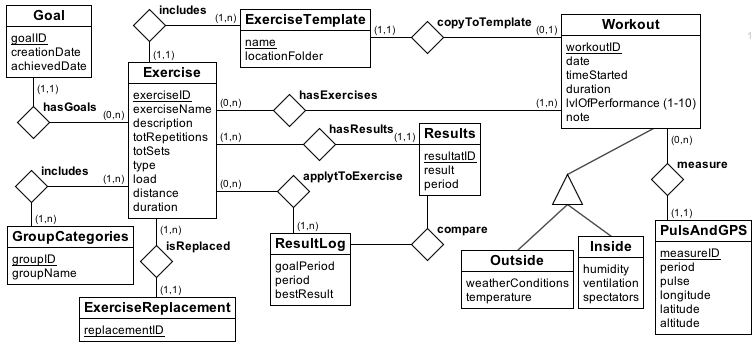 Goal
goalID
creationDate
achievedDate
(1,1)
hasGoals
(0,n)
includes
(1,n)
(1,1)
ExerciseTemplate
name
locationFolder
(1,1)
copyToTemplate
(0,1)
Workout
workoutID
date
timeStarted
duration
lvlOfPerformance (1-10)
note
1
Exercise
exerciseID
exerciseName
description
totRepetitions
totSets
type
load
distance
duration
(0,n)
hasExercises
(1,n)
(1,n)
hasResults
(1,1)
Results
resultatID
result
period
(0,n)
applytToExercise
(1,n)
ResultLog
goalPeriod
period
bestResult
compare
includes
(1,n)
(1,n)
GroupCategories
groupID
groupName
(1,n)
isReplaced
(1,1)
ExerciseReplacement
replacementID
Outside
weatherConditions
temperature
Inside
humidity
ventilation
spectators
(0,n)
measure
(1,1)
PulsAndGPS
measureID
period
pulse
longitude
latitude
altitude